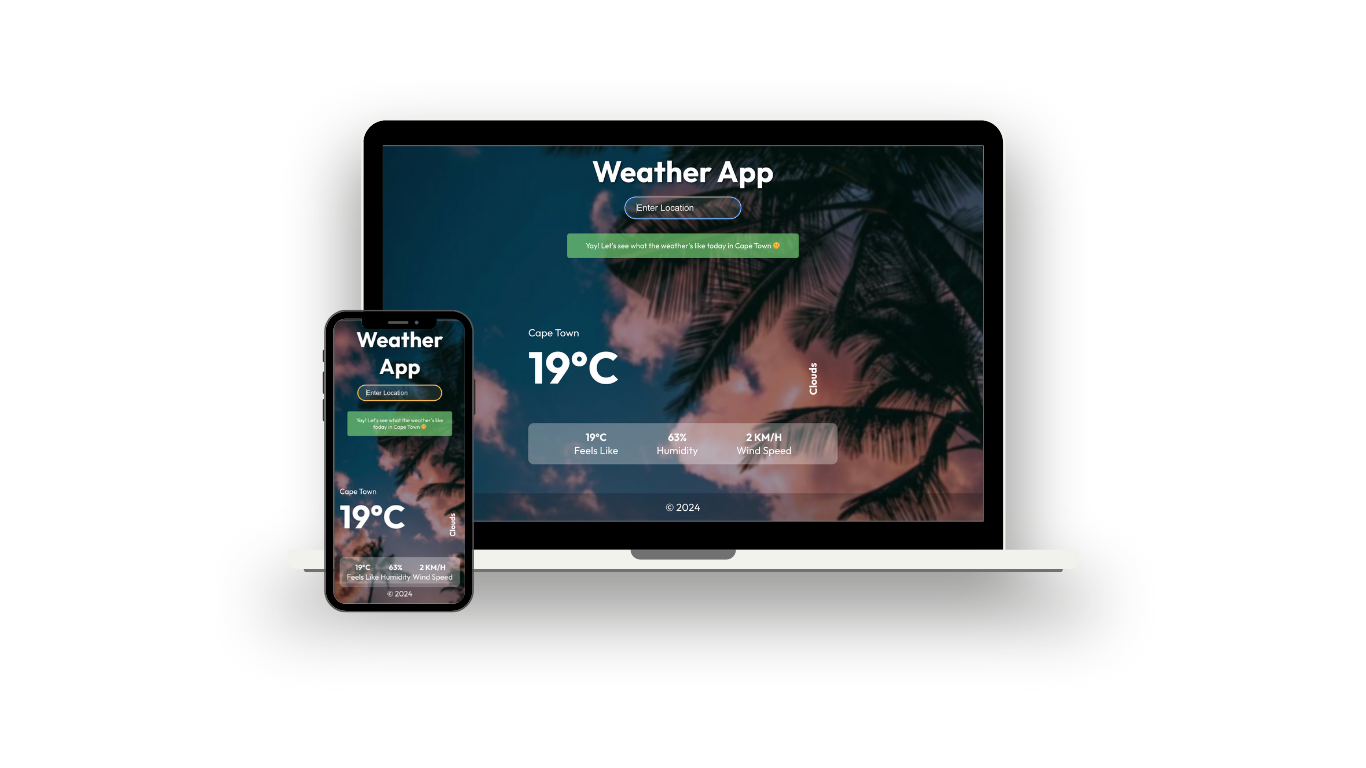 Weather App
Enter Location
Yay! Let's see what the weather's like today in Cape Town 🌞
Cape Town
19°C
Clouds
19°C 63% 2 KM/H
Feels Like Humidity Wind Speed
© 2024
Weather
App
Enter Location
Yay! Let's see what the weather's like
today in Cape Town 🌞
Cape Town
19°C
Clouds
19°C 63% 2 KM/H
Feels Like Humidity Wind Speed
© 2024